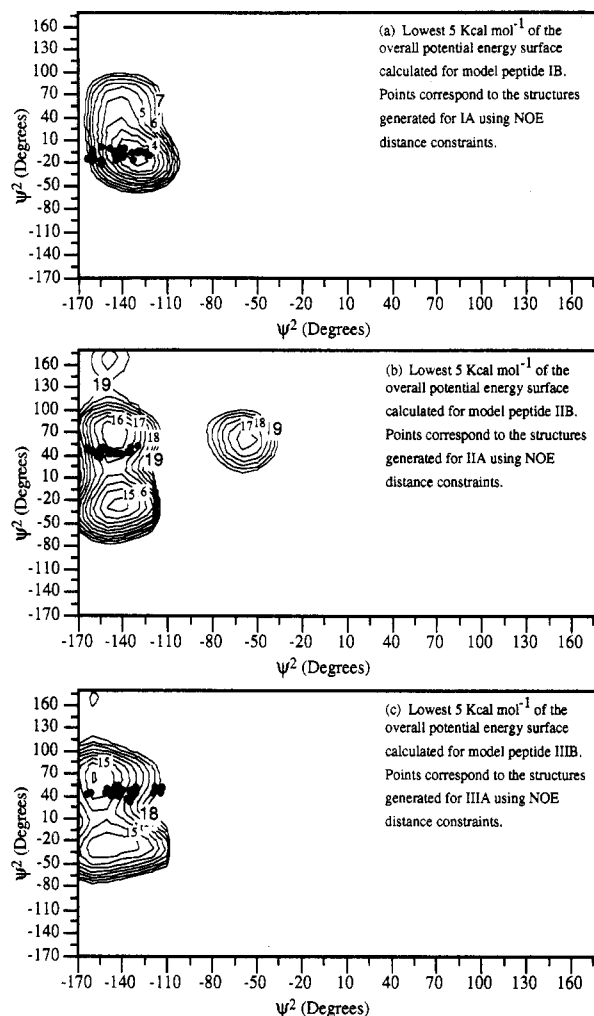 160
100
70
40
10
-20
-50
-80
-110
-140
-170
ψ² (Degrees)
7
5
6
4
(a) Lowest 5 Kcal mol⁻¹ of the
overall potential energy surface
calculated for model peptide IB.
Points correspond to the structures
generated for IA using NOE
distance constraints.
-170 -140 -110 -80 -50 -20 10 40 70 100 130 160
ψ² (Degrees)
160
100
70
40
10
-20
-50
-80
-110
-140
-170
ψ² (Degrees)
19
16 17
18
19
15 6
17 18 9
(b) Lowest 5 Kcal mol⁻¹ of the
overall potential energy surface
calculated for model peptide IIB.
Points correspond to the structures
generated for IIA using NOE
distance constraints.
-170 -140 -110 -80 -50 -20 10 40 70 100 130 160
ψ² (Degrees)
160
100
70
40
10
-20
-50
-80
-110
-140
-170
ψ² (Degrees)
15
18
15
(c) Lowest 5 Kcal mol⁻¹ of the
overall potential energy surface
calculated for model peptide IIIB.
Points correspond to the structures
generated for IIIA using NOE
distance constraints.
-170 -140 -110 -80 -50 -20 10 40 70 100 130 160
ψ² (Degrees)